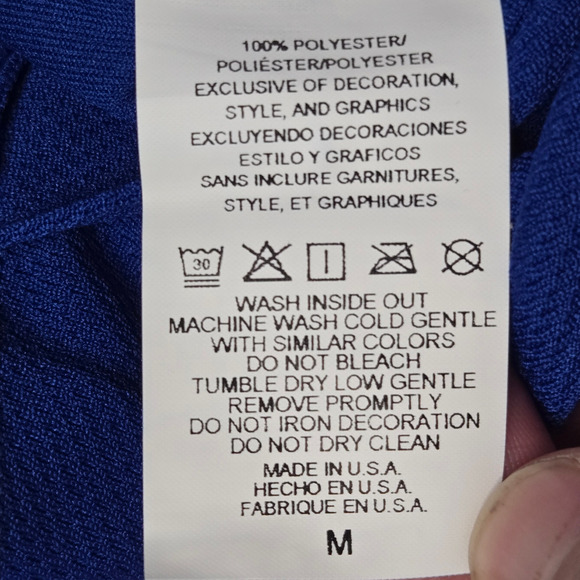 100% POLYESTER/
POLIÉSTER/POLYESTER
EXCLUSIVE OF DECORATION,
STYLE, AND GRAPHICS
EXCLUYENDO DECORACIONES
ESTILO Y GRAFICOS
SANS INCLURE GARNITURES,
STYLE, ET GRAPHIQUES
30
WASH INSIDE OUT
MACHINE WASH COLD GENTLE
WITH SIMILAR COLORS
DO NOT BLEACH
TUMBLE DRY LOW GENTLE
REMOVE PROMPTLY
DO NOT IRON DECORATION
DO NOT DRY CLEAN
MADE IN U.S.A.
HECHO EN U.S.A.
FABRIQUE EN U.S.A.
M